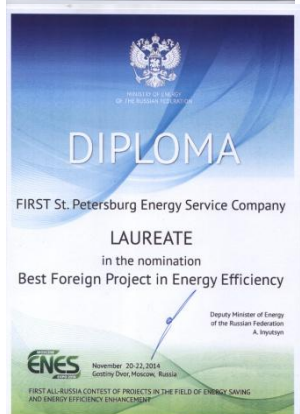 MINISTRY OF ENERGY
OF THE RUSSIAN FEDERATION
DIPLOMA
FIRST St. Petersburg Energy Service Company
LAUREATE
in the nomination
Best Foreign Project in Energy Efficiency
Deputy Minister of Energy
of the Russian Federation
A. Inyutsyn
ENES
November 20-22, 2014
Gostiny Dvor, Moscow, Russia
FIRST ALL-RUSSIA CONTEST OF PROJECTS IN THE FIELD OF ENERGY SAVING
AND ENERGY EFFICIENCY ENHANCEMENT